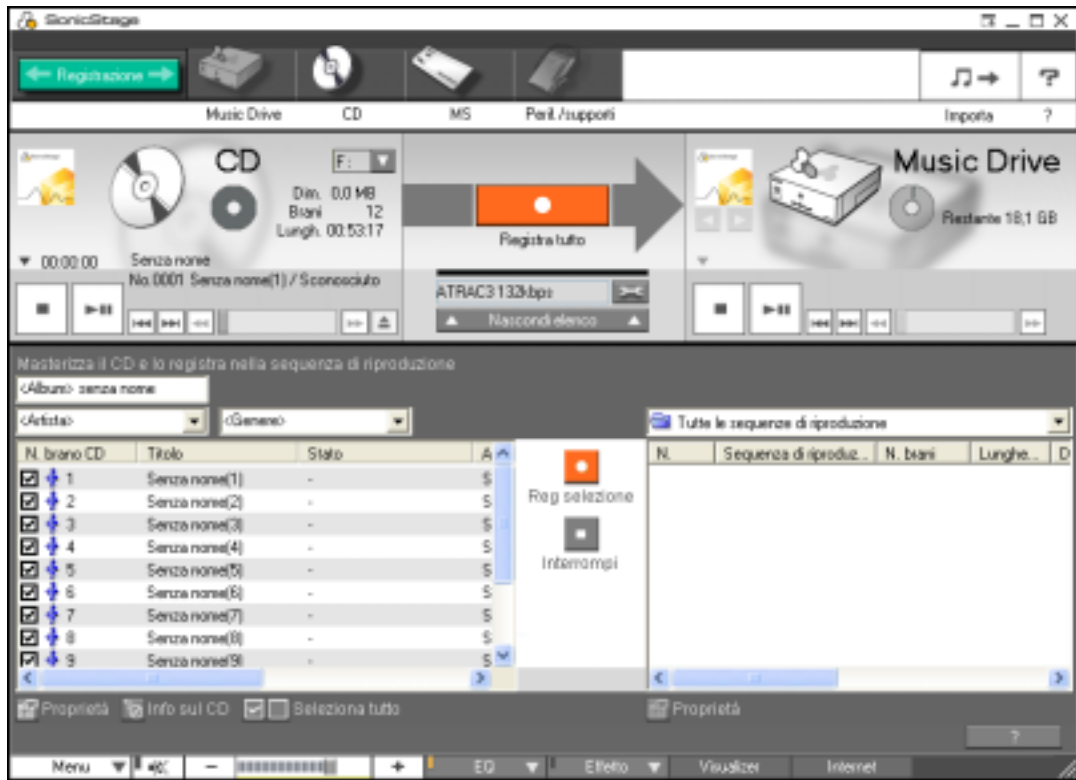 SonicStage
Registrazione
Music Drive
CD
MS
Perif./supporti
Importa
?
CD
F:
Dim. 0.0 MB
Brani 12
Lungh. 00:53:17
00:00:00
Senza nome
No.0001 Senza nome(1) / Sconosciuto
Registra tutto
ATRAC3 132kbps
Nascondi elenco
Music Drive
Restante 18,1 GB
Masterizza il CD e lo registra nella sequenza di riproduzione
<Album> senza nome
<Artista>
<Genere>
Tutte le sequenze di riproduzione
N. brano CD Titolo Stato A
1 Senza nome(1) - S
2 Senza nome(2) - S
3 Senza nome(3) - S
4 Senza nome(4) - S
5 Senza nome(5) - S
6 Senza nome(6) - S
7 Senza nome(7) - S
8 Senza nome(8) - S
9 Senza nome(9) - S
Reg selezione
Interrompi
N. Sequenza di riproduz... N. brani Lunghe... D
Proprietà Info sul CD Seleziona tutto
Proprietà
?
Menu - + EQ Effetto Visualizer Internet